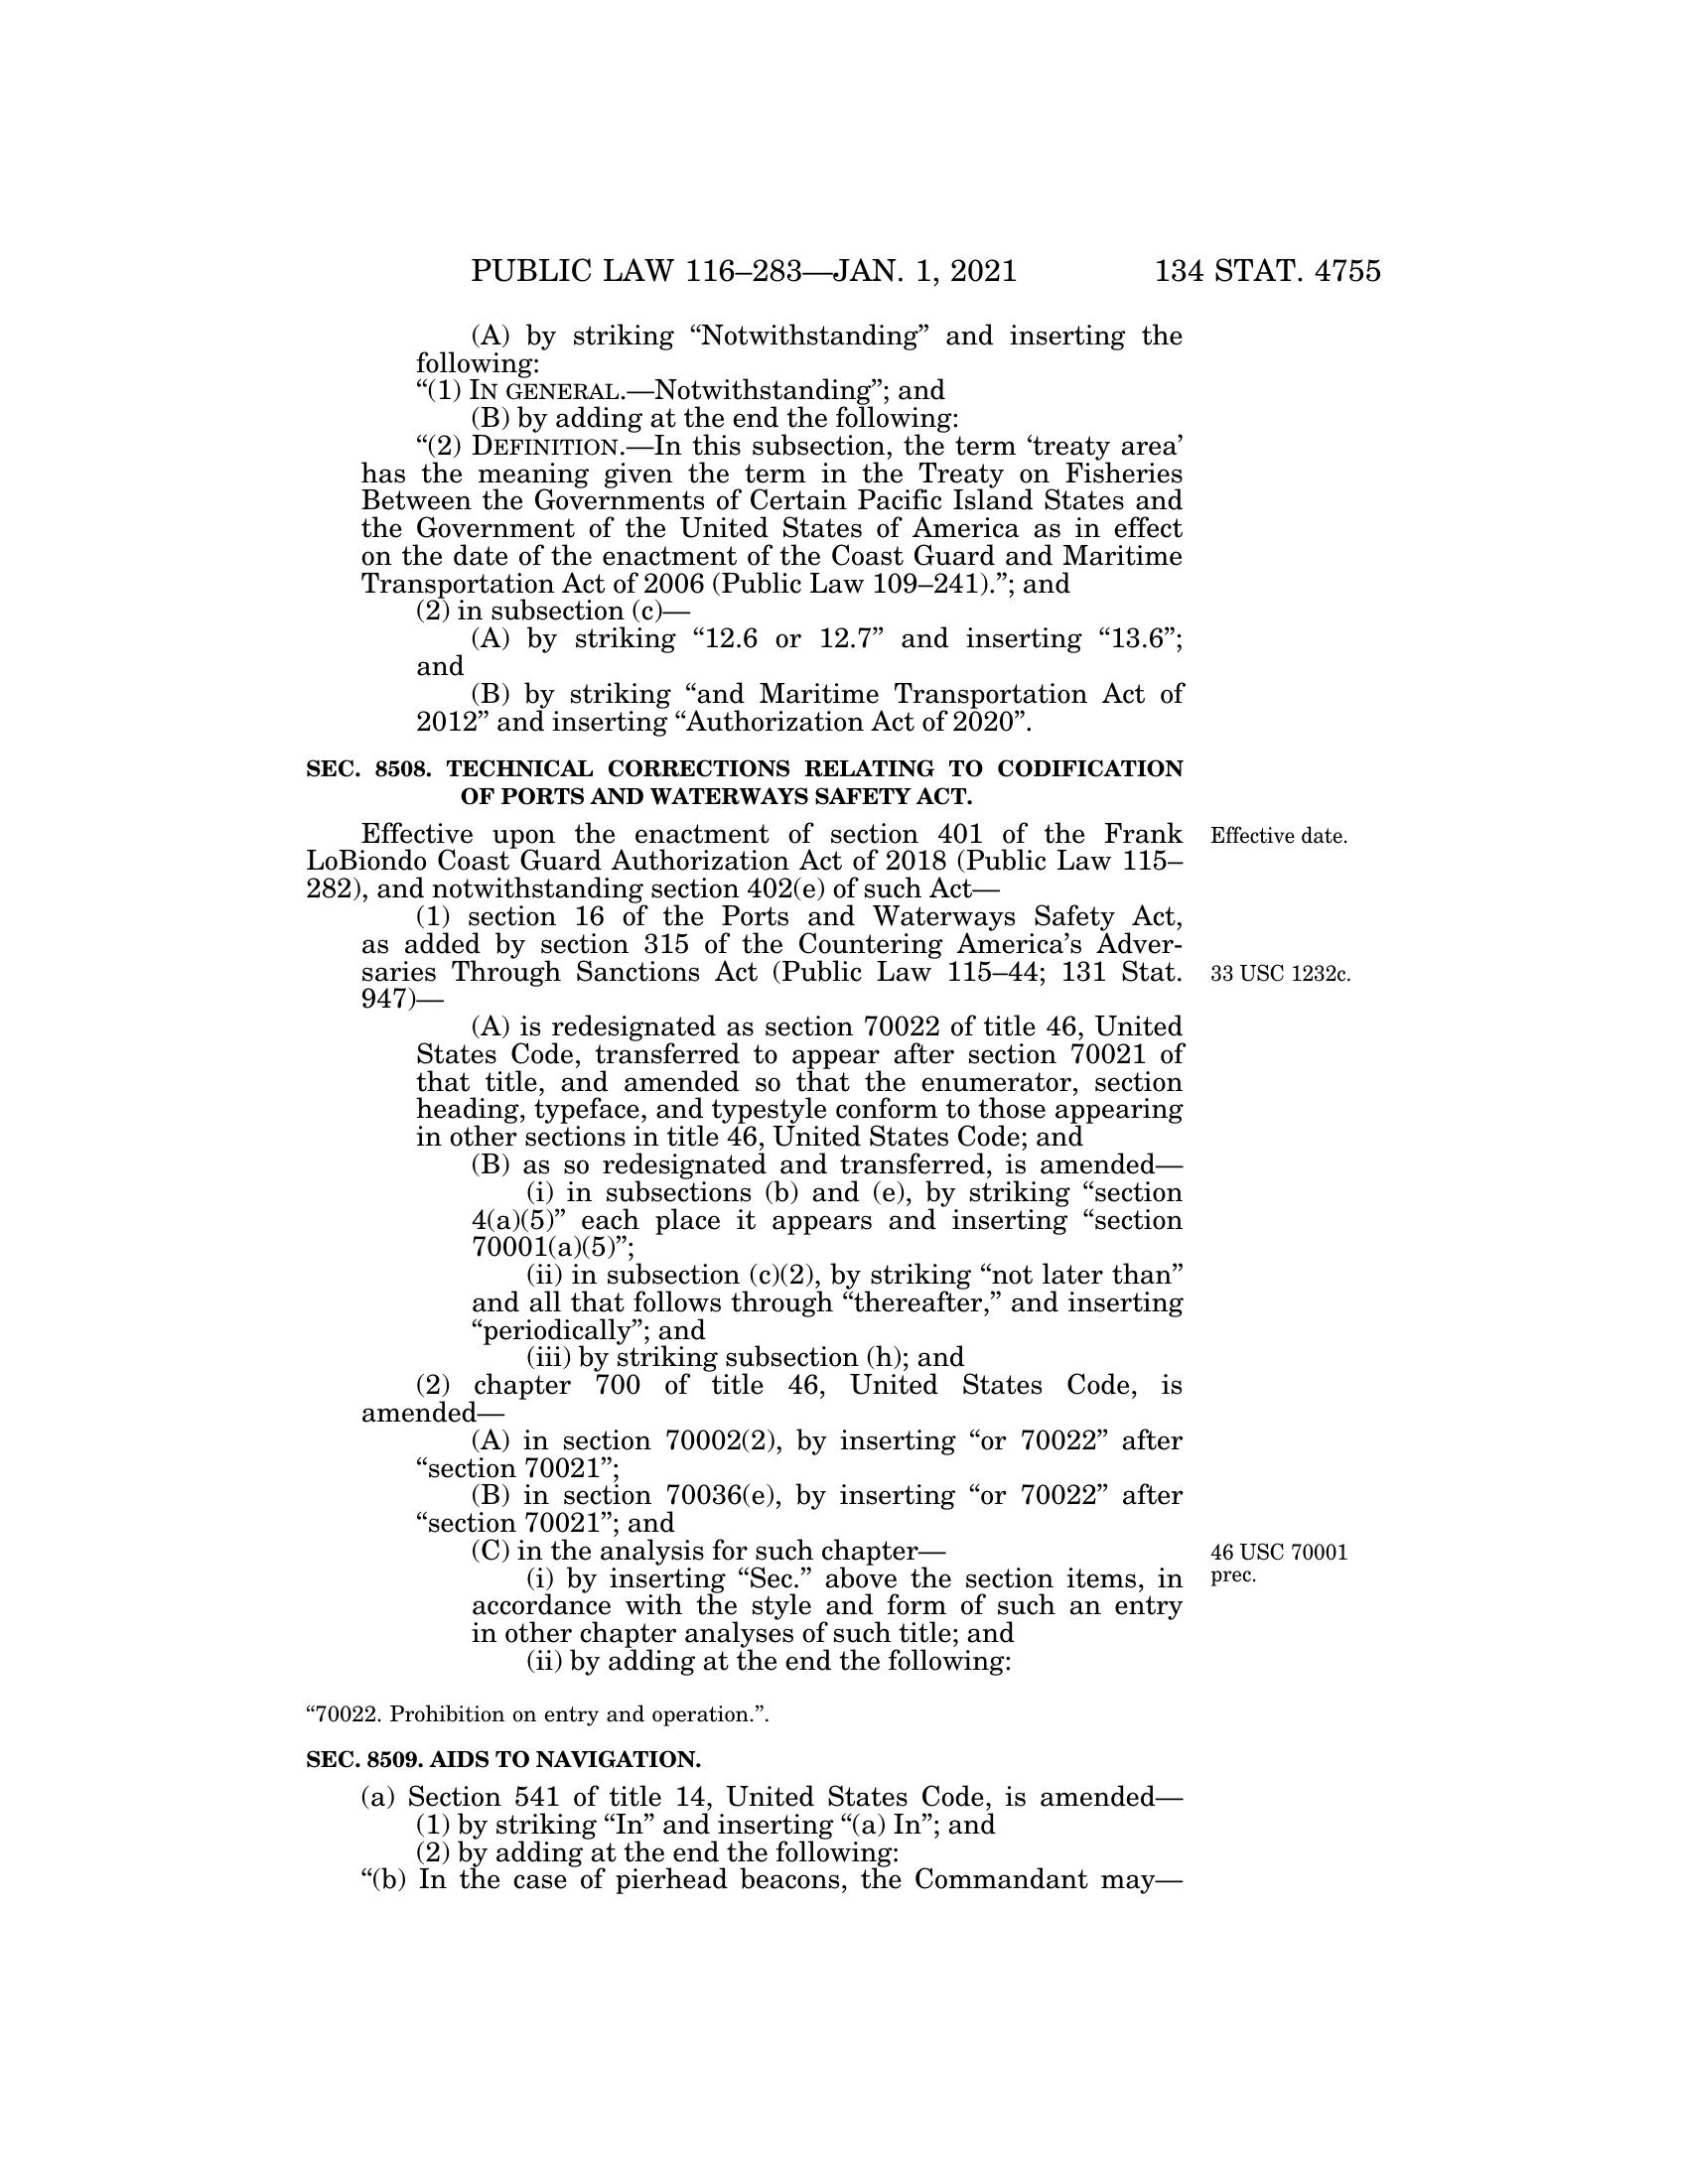 PUBLIC LAW 116–283—JAN. 1, 2021 134 STAT. 4755
(A) by striking “Notwithstanding” and inserting the
following:
“(1) IN GENERAL.—Notwithstanding”; and
(B) by adding at the end the following:
“(2) DEFINITION.—In this subsection, the term ‘treaty area’
has the meaning given the term in the Treaty on Fisheries
Between the Governments of Certain Pacific Island States and
the Government of the United States of America as in effect
on the date of the enactment of the Coast Guard and Maritime
Transportation Act of 2006 (Public Law 109–241).”; and
(2) in subsection (c)—
(A) by striking “12.6 or 12.7” and inserting “13.6”;
and
(B) by striking “and Maritime Transportation Act of
2012” and inserting “Authorization Act of 2020”.
SEC. 8508. TECHNICAL CORRECTIONS RELATING TO CODIFICATION
OF PORTS AND WATERWAYS SAFETY ACT.
Effective upon the enactment of section 401 of the Frank Effective date.
LoBiondo Coast Guard Authorization Act of 2018 (Public Law 115–
282), and notwithstanding section 402(e) of such Act—
(1) section 16 of the Ports and Waterways Safety Act,
as added by section 315 of the Countering America’s Adver-
saries Through Sanctions Act (Public Law 115–44; 131 Stat. 33 USC 1232c.
947)—
(A) is redesignated as section 70022 of title 46, United
States Code, transferred to appear after section 70021 of
that title, and amended so that the enumerator, section
heading, typeface, and typestyle conform to those appearing
in other sections in title 46, United States Code; and
(B) as so redesignated and transferred, is amended—
(i) in subsections (b) and (e), by striking “section
4(a)(5)” each place it appears and inserting “section
70001(a)(5)”;
(ii) in subsection (c)(2), by striking “not later than”
and all that follows through “thereafter,” and inserting
“periodically”; and
(iii) by striking subsection (h); and
(2) chapter 700 of title 46, United States Code, is
amended—
(A) in section 70002(2), by inserting “or 70022” after
“section 70021”;
(B) in section 70036(e), by inserting “or 70022” after
“section 70021”; and
(C) in the analysis for such chapter— 46 USC 70001
(i) by inserting “Sec.” above the section items, in prec.
accordance with the style and form of such an entry
in other chapter analyses of such title; and
(ii) by adding at the end the following:
“70022. Prohibition on entry and operation.”.
SEC. 8509. AIDS TO NAVIGATION.
(a) Section 541 of title 14, United States Code, is amended—
(1) by striking “In” and inserting “(a) In”; and
(2) by adding at the end the following:
“(b) In the case of pierhead beacons, the Commandant may—